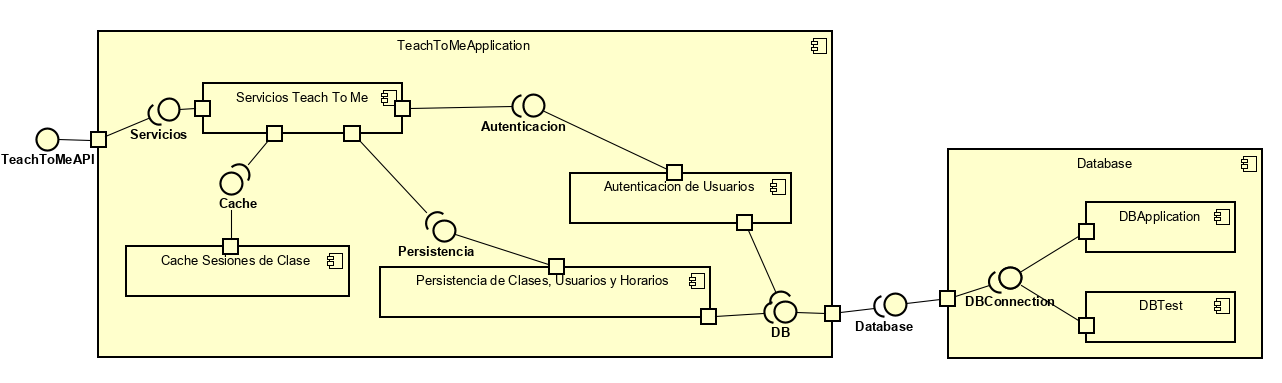 TeachToMeApplication
Servicios Teach To Me
Servicios
Autenticacion
TeachToMeAPI
Database
Autenticacion de Usuarios
Cache
DBApplication
Persistencia
Cache Sesiones de Clase
Persistencia de Clases, Usuarios y Horarios
DBConnection
DBTest
DB
Database